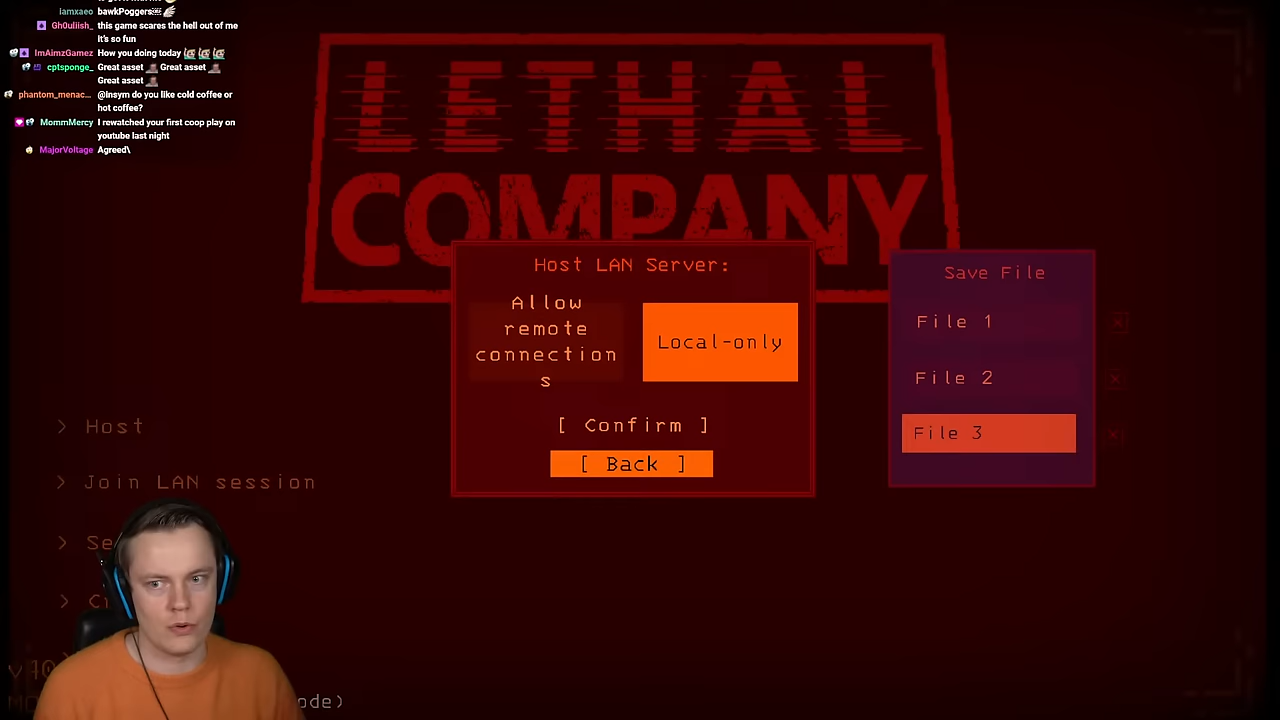 iamxaeo bawkPoggers
Gh0uliish_ this game scares the hell out of me
It's so fun
ImAimzGamez How you doing today
cptsponge_ Great asset Great asset
Great asset
phantom_menac... @Insym do you like cold coffee or
hot coffee?
MommMercy I rewatched your first coop play on
youtube last night
MajorVoltage Agreed\
LETHAL
COMPANY
Host LAN Server:
Allow
remote
connection
s
Local-only
[ Confirm ]
[ Back ]
Save File
File 1
File 2
File 3
> Host
> Join LAN session
> Se
ode)